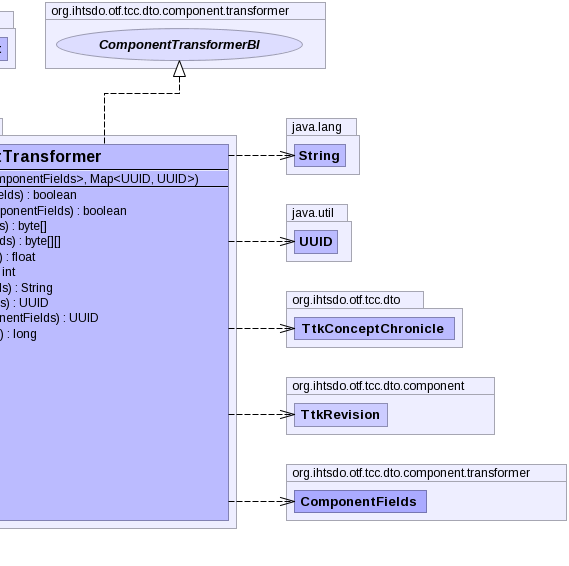 org.ihtsdo.otf.tcc.dto.component.transformer
ComponentTransformerBI
java.lang
String
Transformer
mponentFields>, Map<UUID, UUID>)
elds) : boolean
ponentFields) : boolean
s) : byte[]
ds) : byte[][]
) : float
int
ds) : String
s) : UUID
nentFields) : UUID
) : long
java.util
UUID
org.ihtsdo.otf.tcc.dto
TtkConceptChronicle
org.ihtsdo.otf.tcc.dto.component
TtkRevision
org.ihtsdo.otf.tcc.dto.component.transformer
ComponentFields